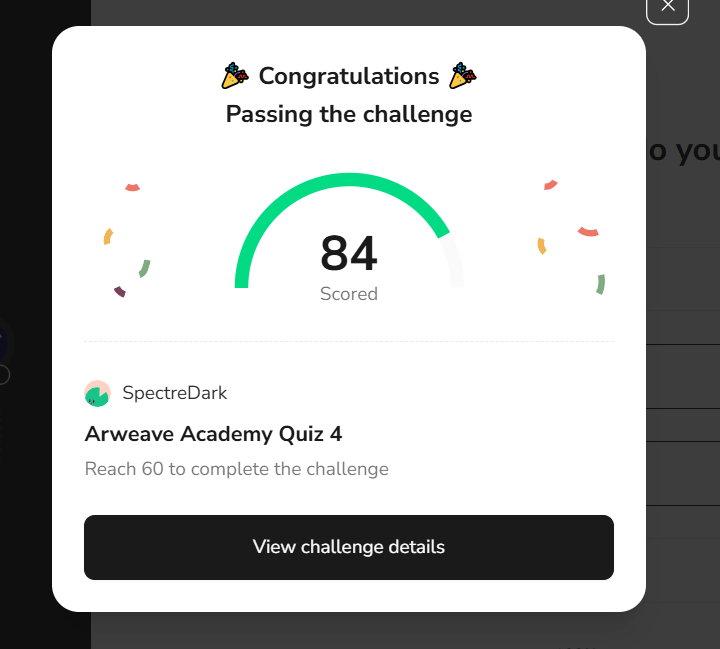 Congratulations
Passing the challenge
84
Scored
SpectreDark
Arweave Academy Quiz 4
Reach 60 to complete the challenge
View challenge details